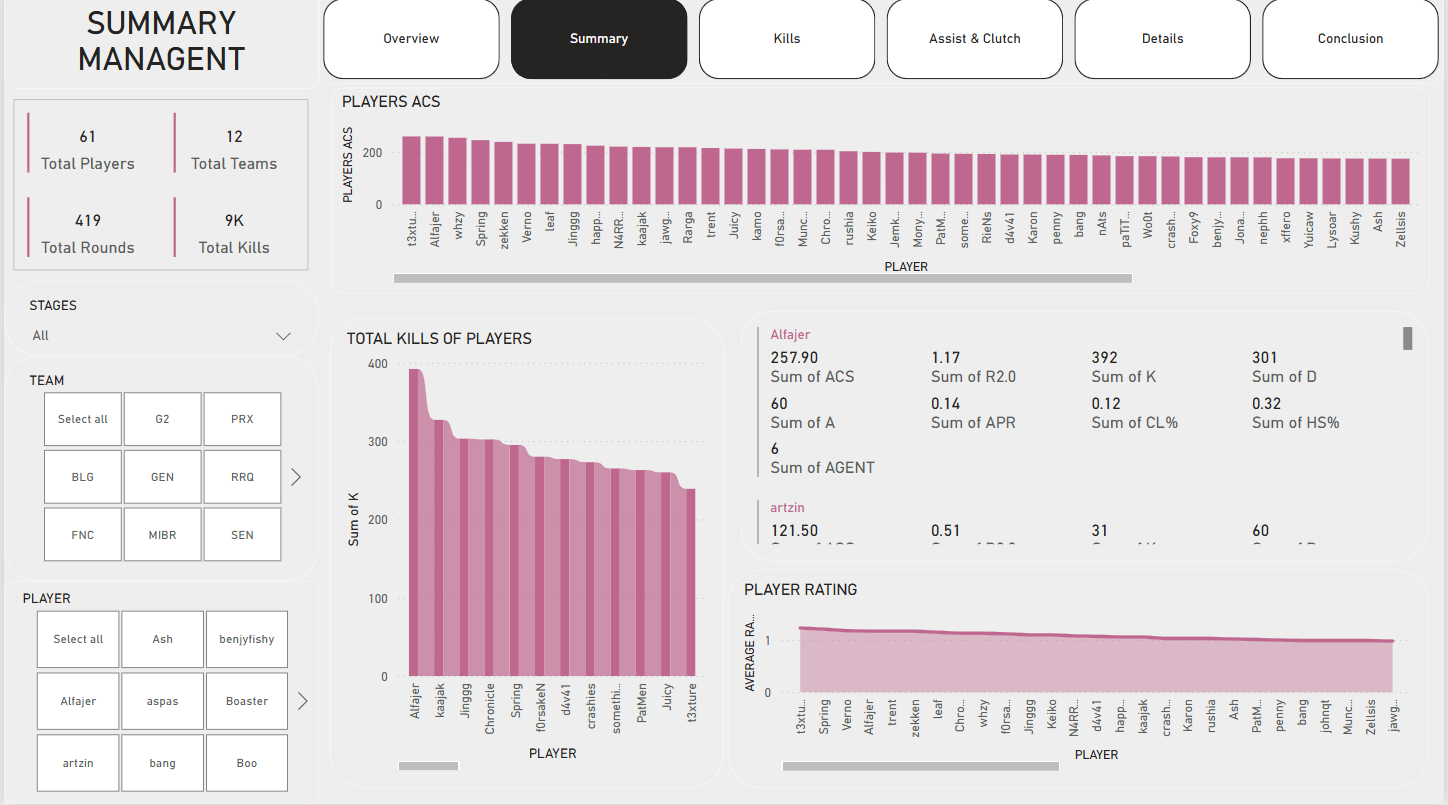 SUMMARY
MANAGENT
Overview
Summary
Kills
Assist & Clutch
Details
Conclusion
61
Total Players
12
Total Teams
419
Total Rounds
9K
Total Kills
STAGES
All
TEAM
Select all
G2
PRX
BLG
GEN
RRQ
FNC
MIBR
SEN
PLAYER
Select all
Ash
benjyfishy
Alfajer
aspas
Boaster
artzin
bang
Boo
PLAYERS ACS
PLAYERS ACS
200
0
t3xtu...
Alfajer
whzy
Spring
zekken
Verno
leaf
Jinggg
happ...
N4RR...
kaajak
jawg...
Rarga
trent
Juicy
kamo
f0rsa...
Munc...
Chro...
rushia
Keiko
Jemk...
Mony...
PatM...
some...
RieNs
d4v41
Karon
penny
bang
nAts
paTiT...
Wo0t
crash...
Foxy9
benjy...
Jona...
nephh
xffero
Yuicaw
Lysoar
Kushy
Ash
Zellsis
PLAYER
TOTAL KILLS OF PLAYERS
Sum of K
400
300
200
100
0
Alfajer
kaajak
Jinggg
Chronicle
Spring
f0rsakeN
d4v41
crashies
somethi...
PatMen
Juicy
t3xture
PLAYER
Alfajer
257.90
Sum of ACS
1.17
Sum of R2.0
392
Sum of K
301
Sum of D
60
Sum of A
0.14
Sum of APR
0.12
Sum of CL%
0.32
Sum of HS%
6
Sum of AGENT
artzin
121.50
0.51
31
60
PLAYER RATING
AVERAGE RA...
1
0
t3xtu...
Spring
Verno
Alfajer
trent
zekken
leaf
Chro...
whzy
f0rsa...
Jinggg
Keiko
N4RR...
d4v41
happ...
kaajak
crash...
Karon
rushia
Ash
PatM...
penny
bang
johnqt
Munc...
Zellsis
jawg...
PLAYER